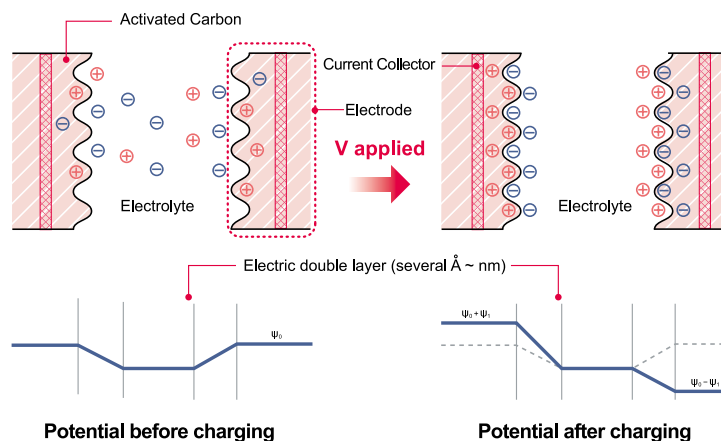 Activated Carbon
Current Collector
Electrode
V applied
Electrolyte
Electrolyte
Electric double layer (several Å ~ nm)
Ψ₀
Ψ₀ + Ψ₁
Ψ₀ – Ψ₁
Potential before charging
Potential after charging